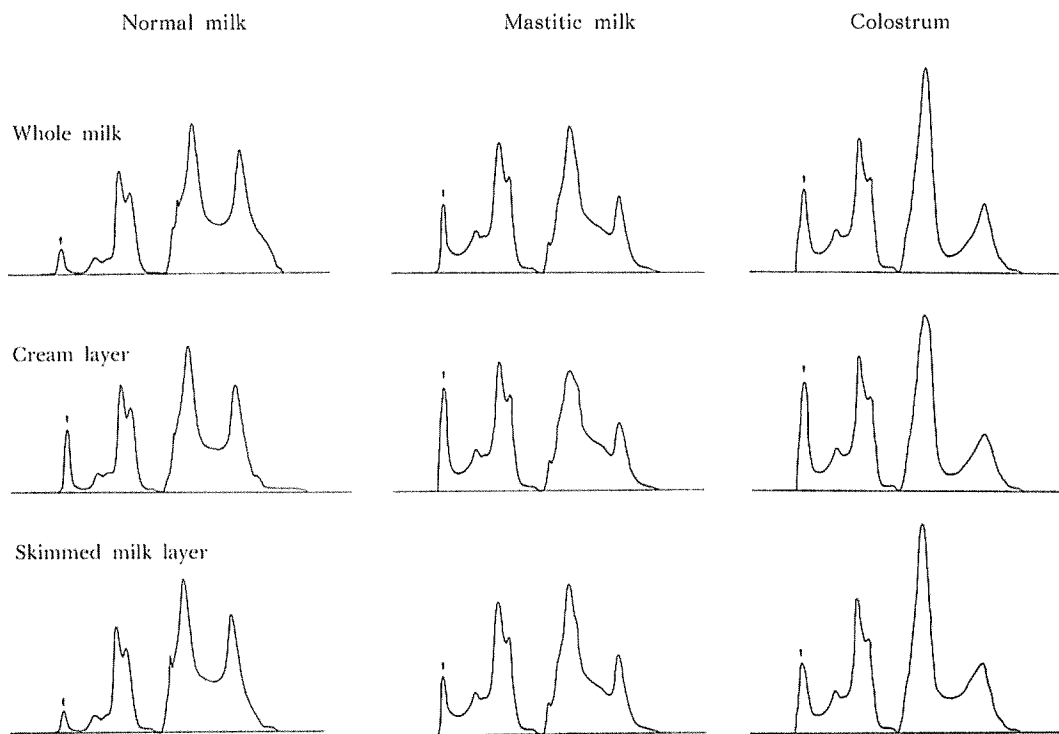 Normal milk
Mastitic milk
Colostrum
Whole milk
Cream layer
Skimmed milk layer